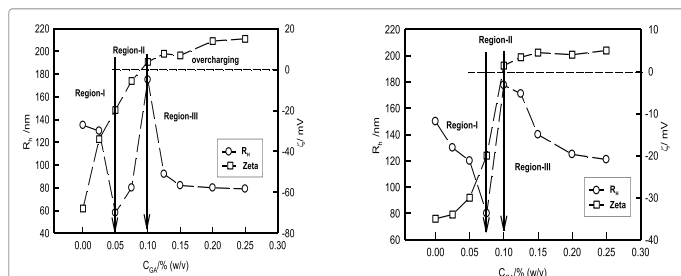 220
200
180
160
140
120
100
80
60
40
R_h /nm
20
0
-20
-40
-60
-80
ζ/ mV
Region-I
Region-II
Region-III
overcharging
R_H
Zeta
0.00 0.05 0.10 0.15 0.20 0.25 0.30
C_GA/% (w/v)
220
200
180
160
140
120
100
80
60
R_h /nm
10
0
-10
-20
-30
-40
ζ/ mV
Region-I
Region-II
Region-III
R_H
Zeta
0.00 0.05 0.10 0.15 0.20 0.25 0.30
/% (w/v)